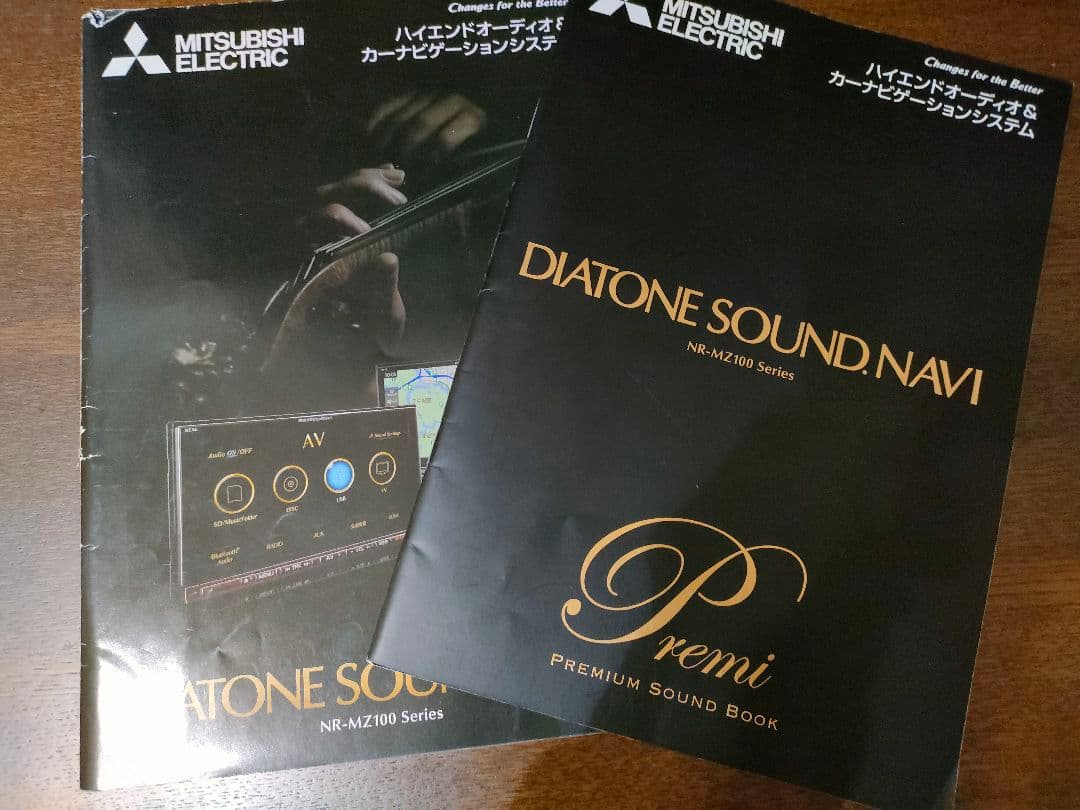 Changes for the Better
MITSUBISHI
ELECTRIC
ハイエンドオーディオ&
カーナビゲーションシステ
AV
Audio ON/OFF
SD/MusicFolder
DISC
USB
TV
Bluetooth
Audio
RADIO
AUX
ATONE SOU
NR-MZ100 Series
MITSUBISHI
ELECTRIC
Changes for the Better
ハイエンドオーディオ&
カーナビゲーションシステム
DIATONE SOUND.NAVI
NR-MZ100 Series
Premi
PREMIUM SOUND BOOK